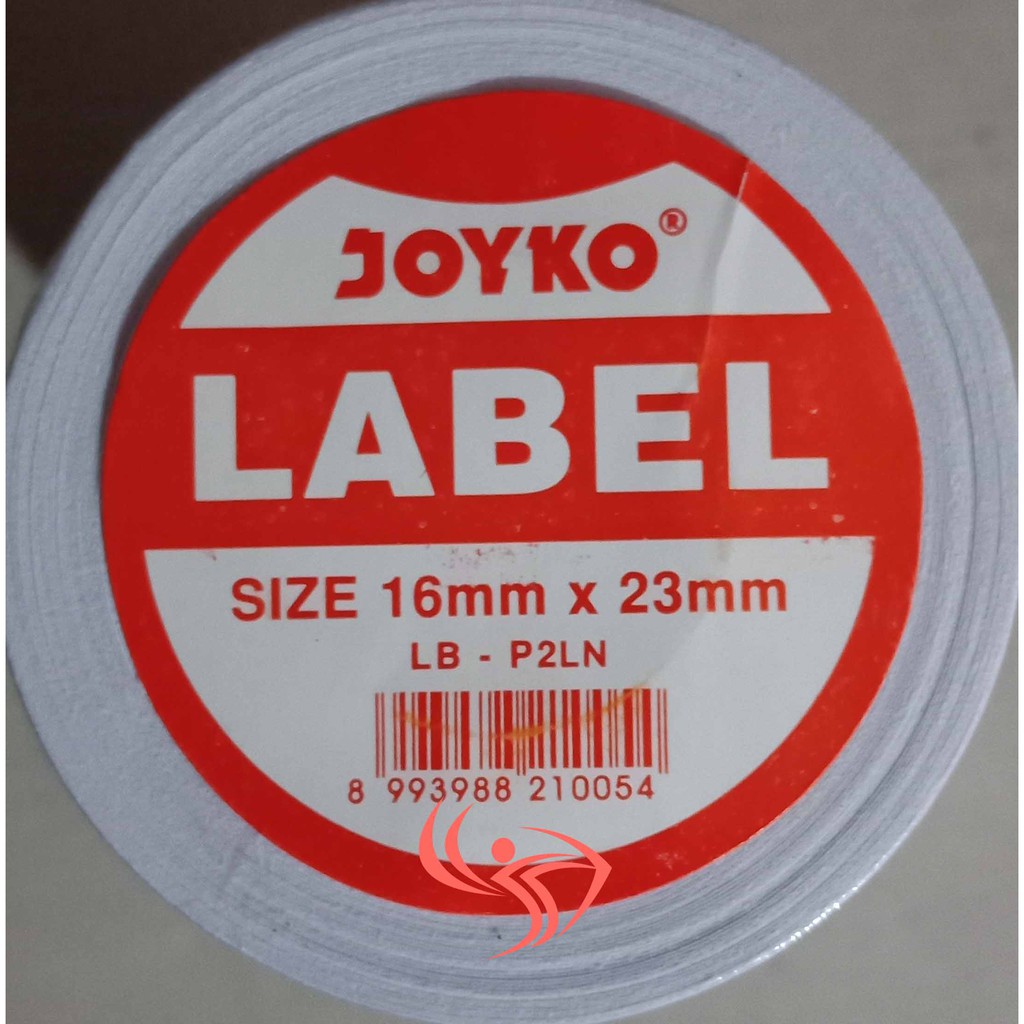 JOYKO®
LABEL
SIZE 16mm x 23mm
LB - P2LN
8 993988 210054